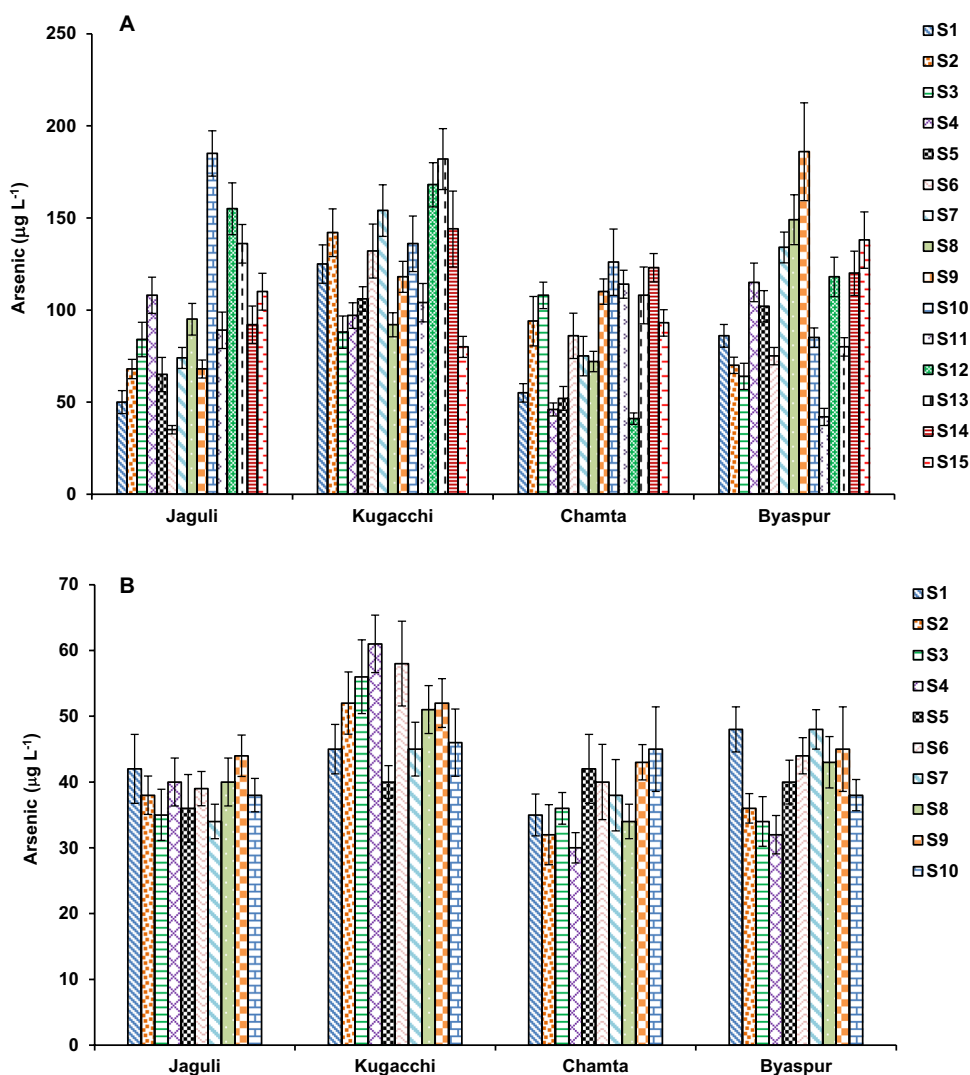 A
250
200
150
100
50
0
Arsenic (µg L-1)
Jaguli Kugacchi Chamta Byaspur
S1
S2
S3
S4
S5
S6
S7
S8
S9
S10
S11
S12
S13
S14
S15
B
70
60
50
40
30
20
10
0
Arsenic (µg L-1)
Jaguli Kugacchi Chamta Byaspur
S1
S2
S3
S4
S5
S6
S7
S8
S9
S10